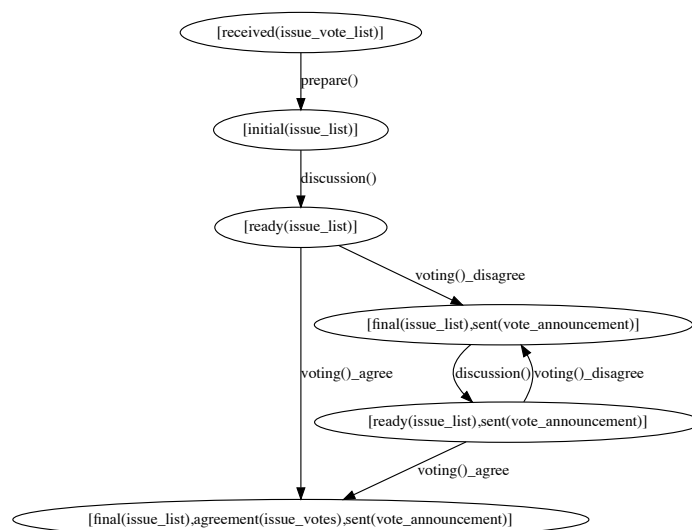 [received(issue_vote_list)]
prepare()
[initial(issue_list)]
discussion()
[ready(issue_list)]
voting()_disagree
[final(issue_list),sent(vote_announcement)]
voting()_agree
discussion()
voting()_disagree
[ready(issue_list),sent(vote_announcement)]
voting()_agree
[final(issue_list),agreement(issue_votes),sent(vote_announcement)]